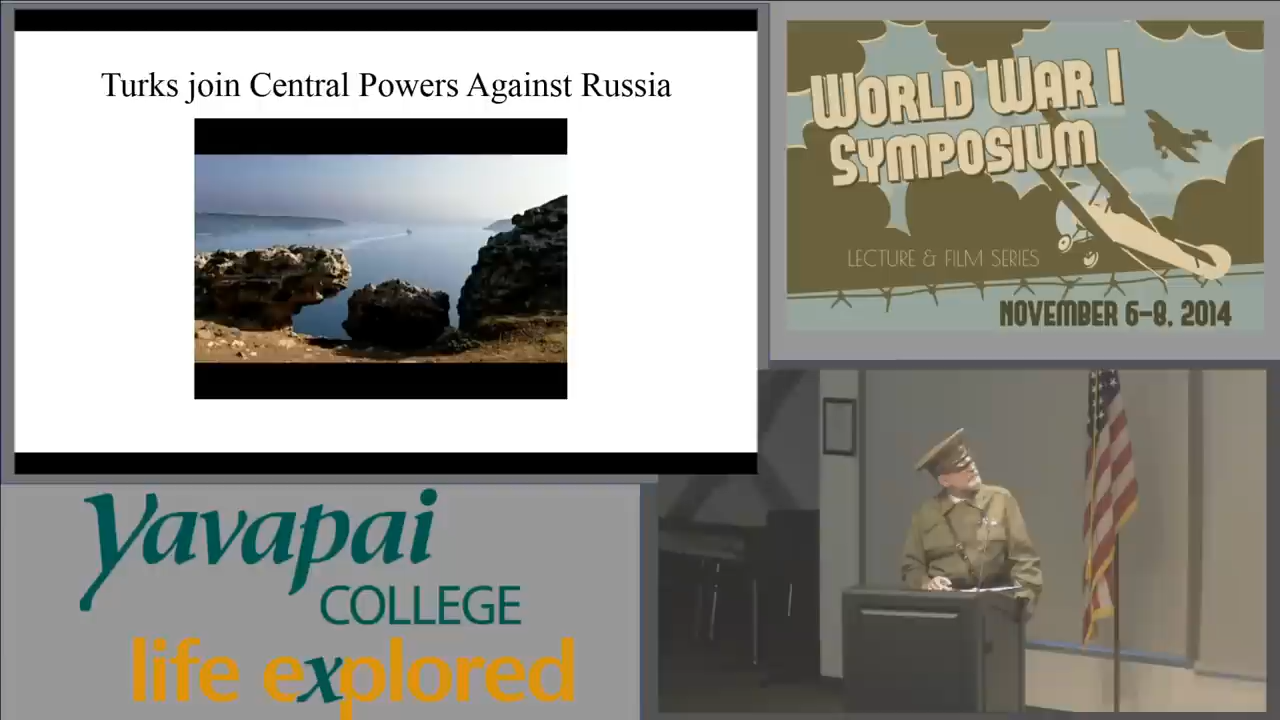 Turks join Central Powers Against Russia
WORLD WAR I
SYMPOSIUM
LECTURE & FILM SERIES
NOVEMBER 6-8, 2014
Yavapai
COLLEGE
life explored